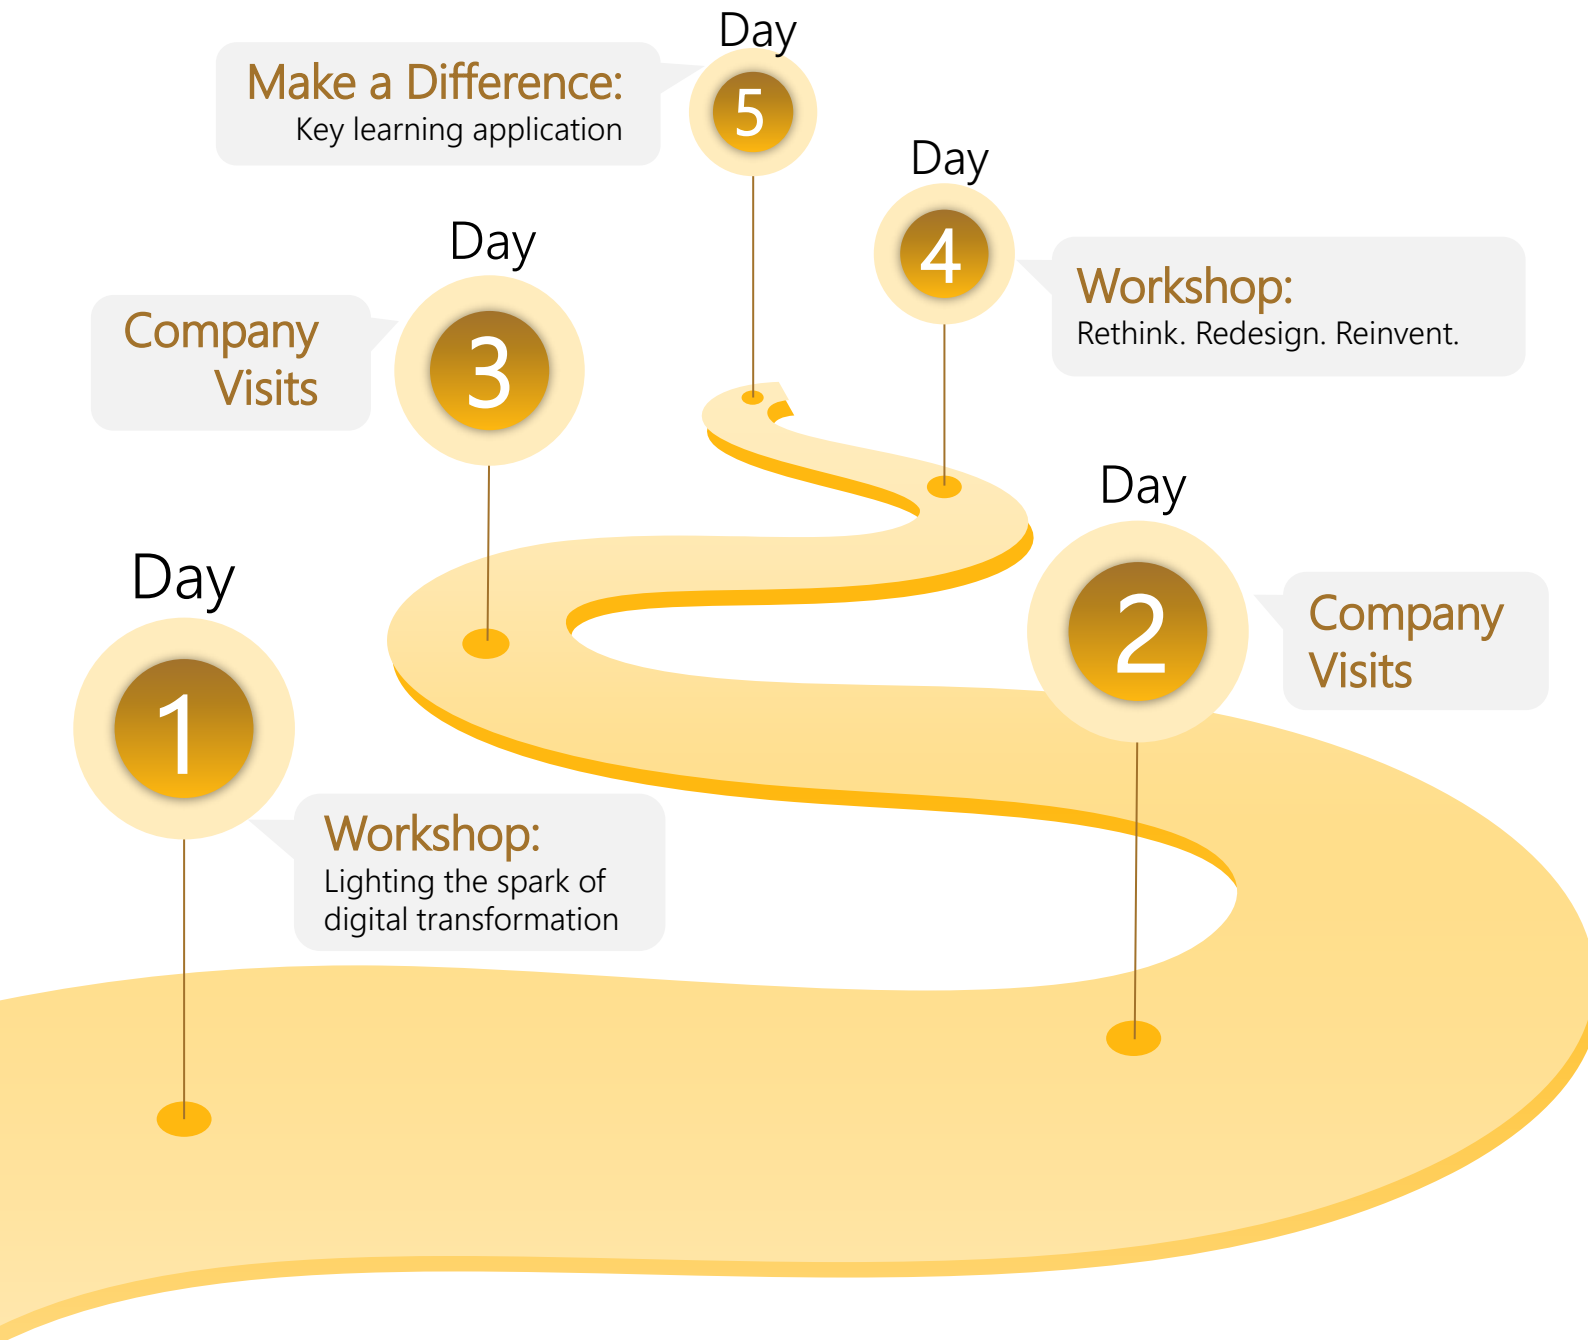 Day
5
Make a Difference:
Key learning application
Day
4
Workshop:
Rethink. Redesign. Reinvent.
Day
3
Company
Visits
Day
2
Company
Visits
Day
1
Workshop:
Lighting the spark of
digital transformation